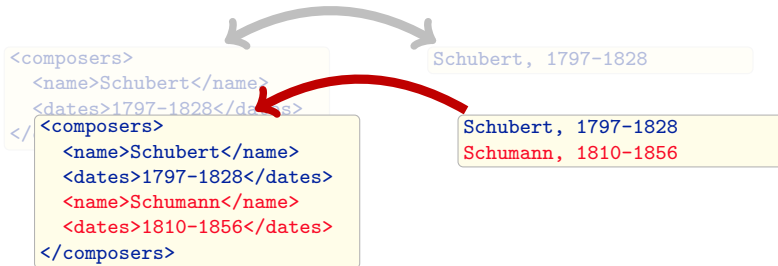 <composers>
<name>Schubert</name>
<dates>1797-1828</dates>
</
Schubert, 1797-1828
<composers>
<name>Schubert</name>
<dates>1797-1828</dates>
<name>Schumann</name>
<dates>1810-1856</dates>
</composers>
Schubert, 1797-1828
Schumann, 1810-1856